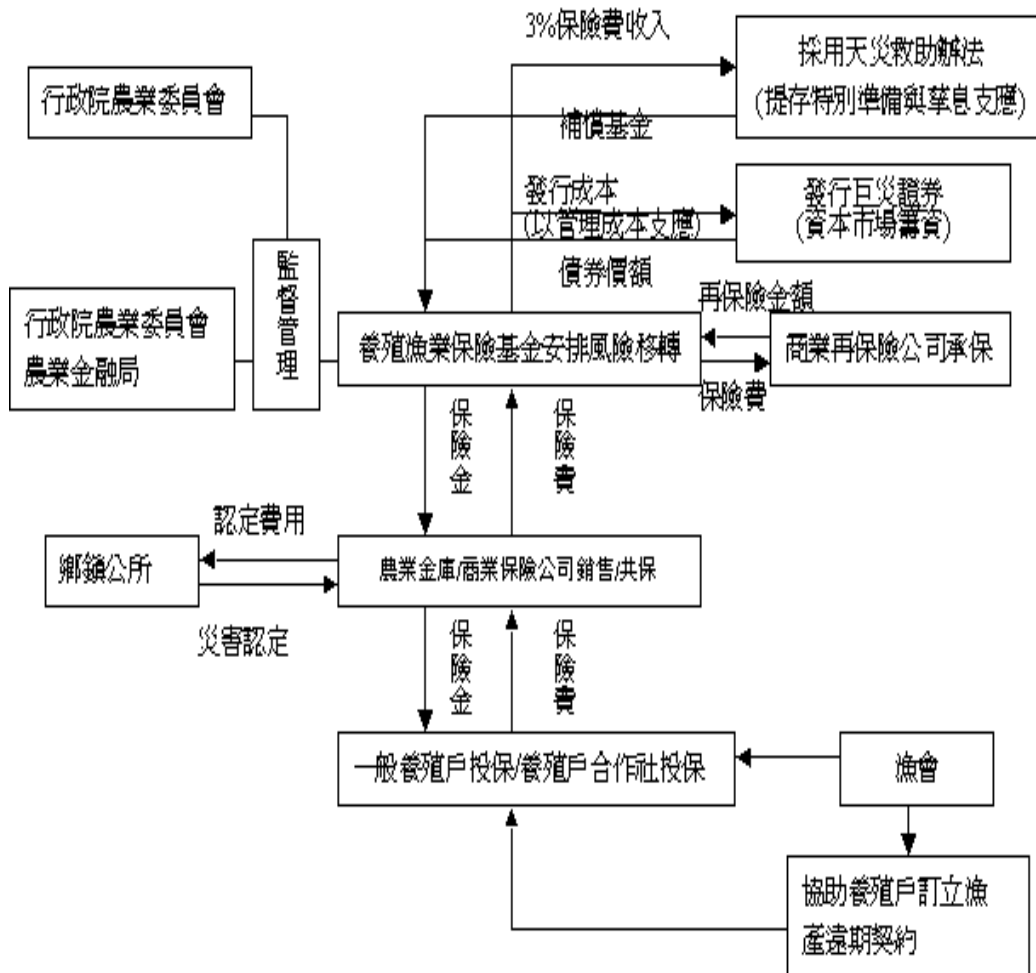 3%保險費收入
採用天災救助辦法
(提存特別準備與孳息支應)
行政院農業委員會
補償基金
發行成本
(以管理成本支應)
發行巨災證券
(資本市場籌資)
債券價額
監督管理
再保險金額
行政院農業委員會
農業金融局
養殖漁業保險基金安排風險移轉
商業再保險公司承保
保險費
保險金
保險費
認定費用
鄉鎮公所
農業金庫/商業保險公司銷售/共保
災害認定
保險金
保險費
一般養殖戶投保/養殖戶合作社投保
漁會
協助養殖戶訂立漁
產遠期契約